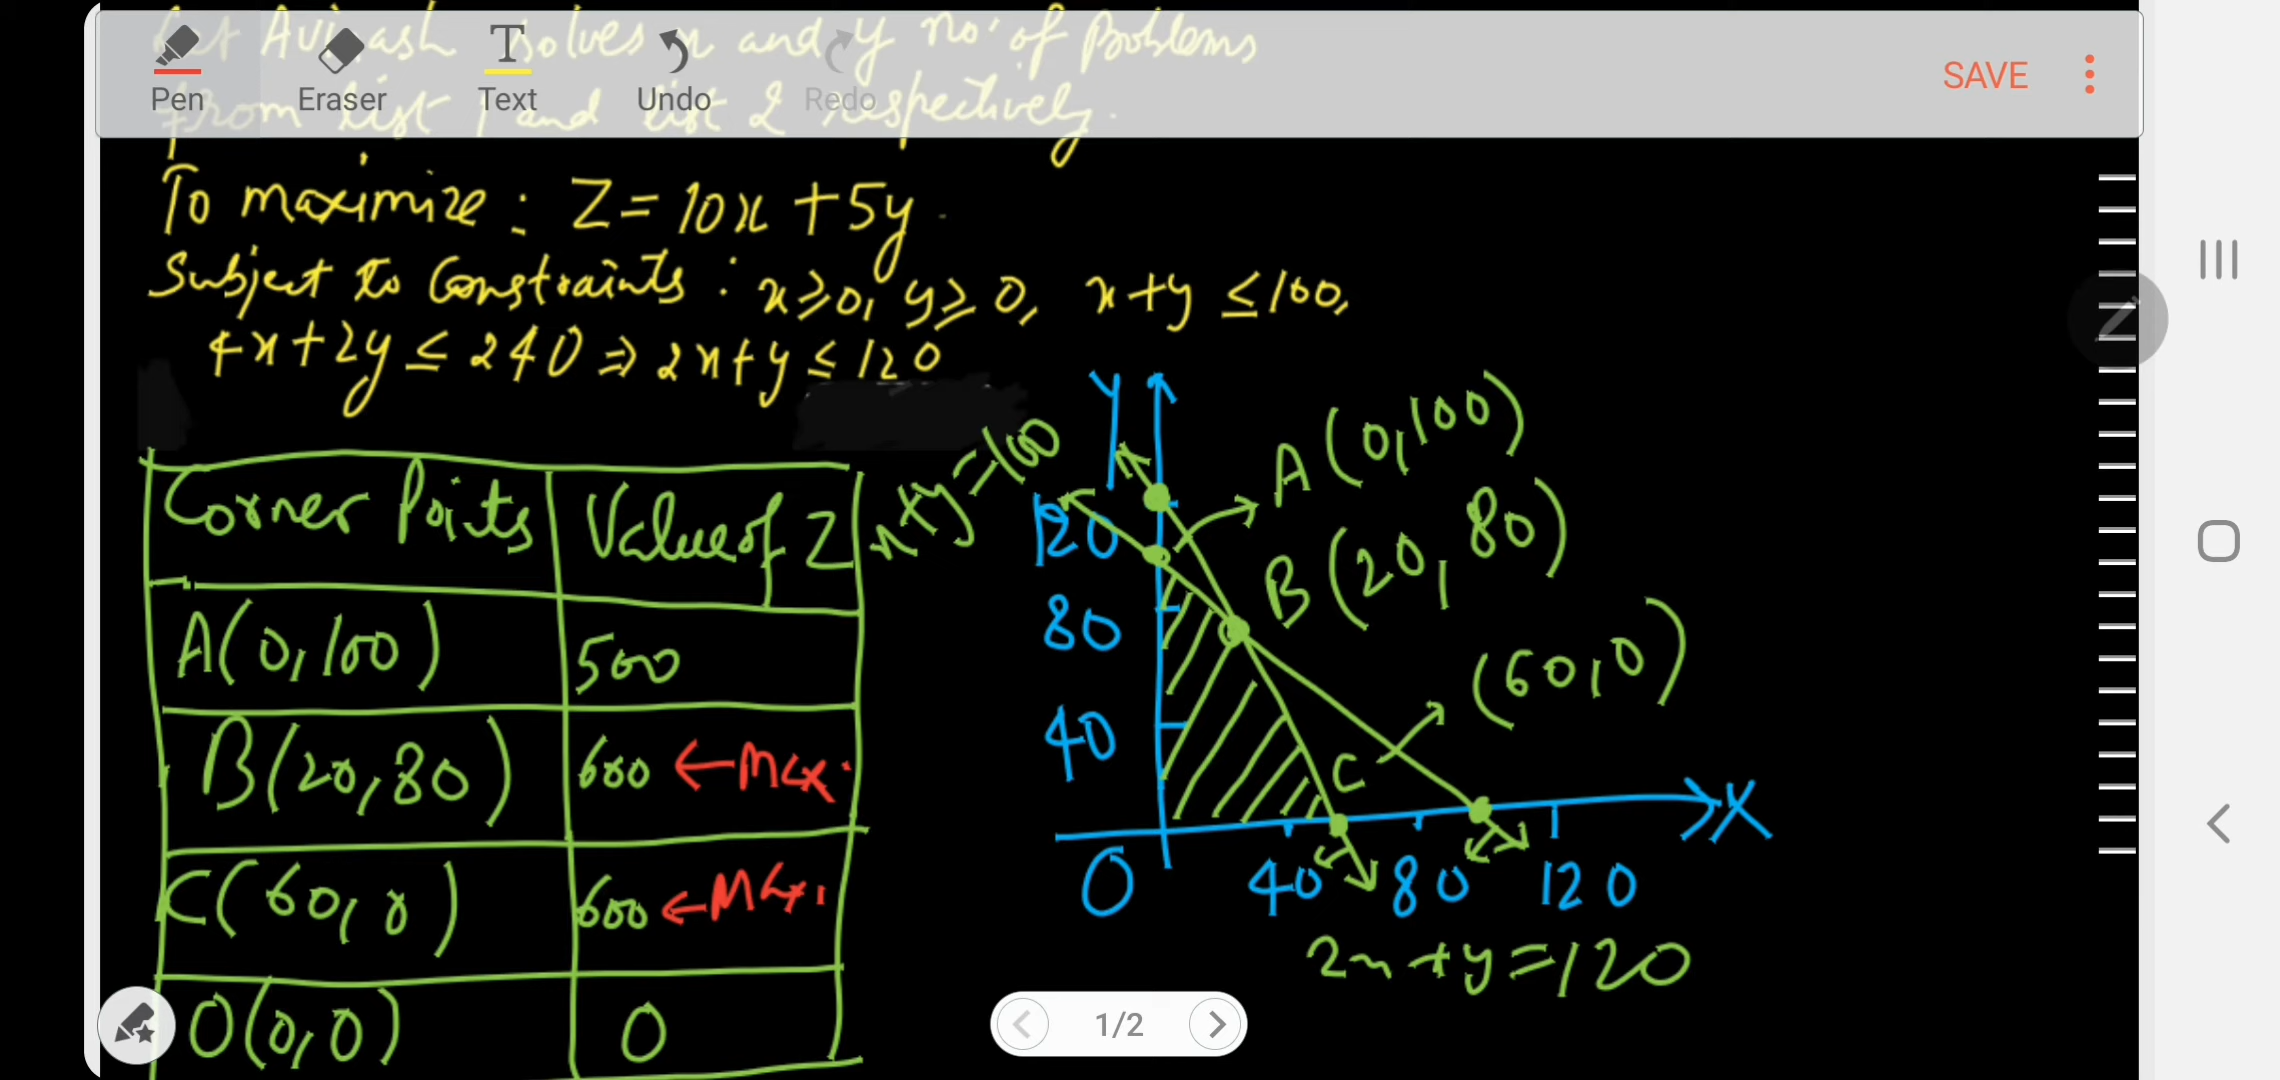 Let Avinash solves x and y no. of problems
Pen Eraser Text Undo Redo SAVE
from list 1 and list 2 respectively.
To maximize : Z = 10x + 5y
Subject to Constraints : x ≥ 0, y ≥ 0, x + y ≤ 100,
4x + 2y ≤ 240 ⇒ 2x + y ≤ 120
Corner Points Value of Z
A(0, 100) 500
B(20, 80) 600 ← Max.
C(60, 0) 600 ← Max.
O(0, 0) 0
x + y = 100
Y
A(0, 100)
120
B(20, 80)
80
(60, 0)
40
C
X
O 40 80 120
2x + y = 120
1/2